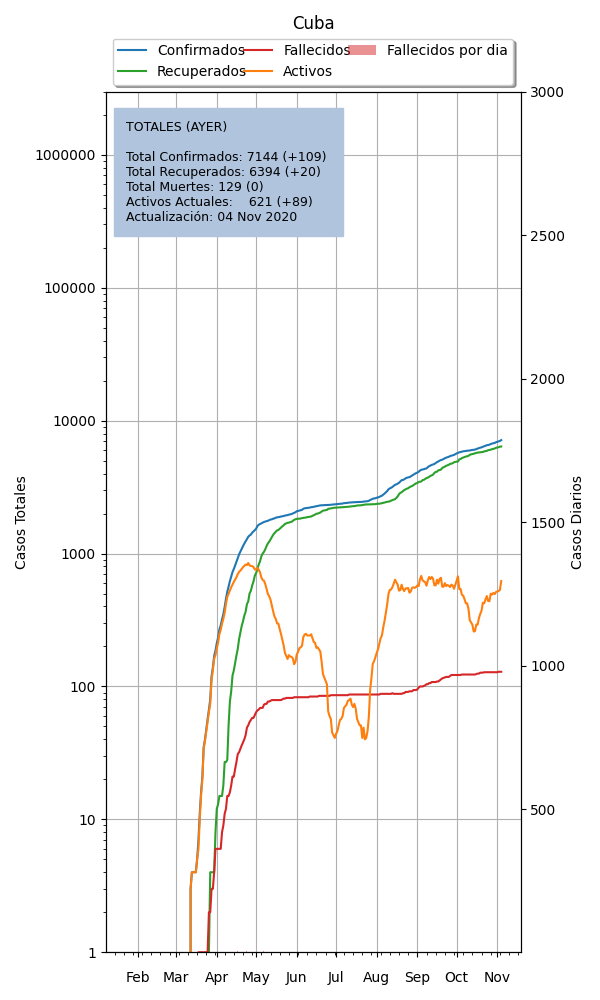 Cuba
Confirmados Fallecidos Fallecidos por dia
Recuperados Activos
TOTALES (AYER)
Total Confirmados: 7144 (+109)
Total Recuperados: 6394 (+20)
Total Muertes: 129 (0)
Activos Actuales: 621 (+89)
Actualización: 04 Nov 2020
Casos Totales
1000000
100000
10000
1000
100
10
1
3000
2500
2000
1500
1000
500
Casos Diarios
Feb Mar Apr May Jun Jul Aug Sep Oct Nov